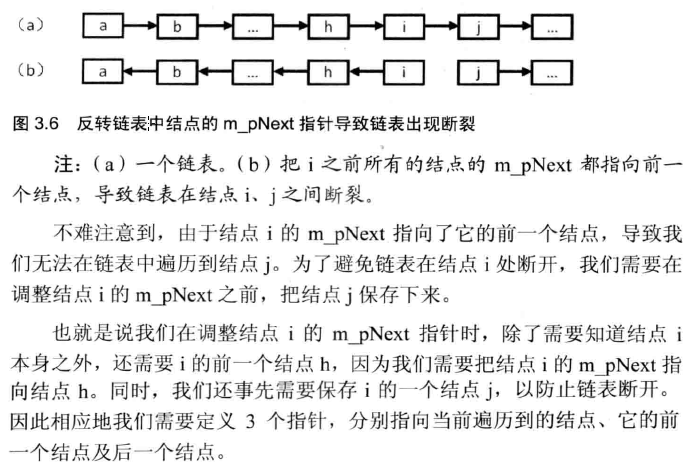 （a） a b ... h i j ...
（b） a b ... h i j ...
图 3.6 反转链表中结点的 m_pNext 指针导致链表出现断裂
注：（a）一个链表。（b）把 i 之前所有的结点的 m_pNext 都指向前一
个结点，导致链表在结点 i、j 之间断裂。
不难注意到，由于结点 i 的 m_pNext 指向了它的前一个结点，导致我
们无法在链表中遍历到结点 j。为了避免链表在结点 i 处断开，我们需要在
调整结点 i 的 m_pNext 之前，把结点 j 保存下来。
也就是说我们在调整结点 i 的 m_pNext 指针时，除了需要知道结点 i
本身之外，还需要 i 的前一个结点 h，因为我们需要把结点 i 的 m_pNext 指
向结点 h。同时，我们还事先需要保存 i 的一个结点 j，以防止链表断开。
因此相应地我们需要定义 3 个指针，分别指向当前遍历到的结点、它的前
一个结点及后一个结点。